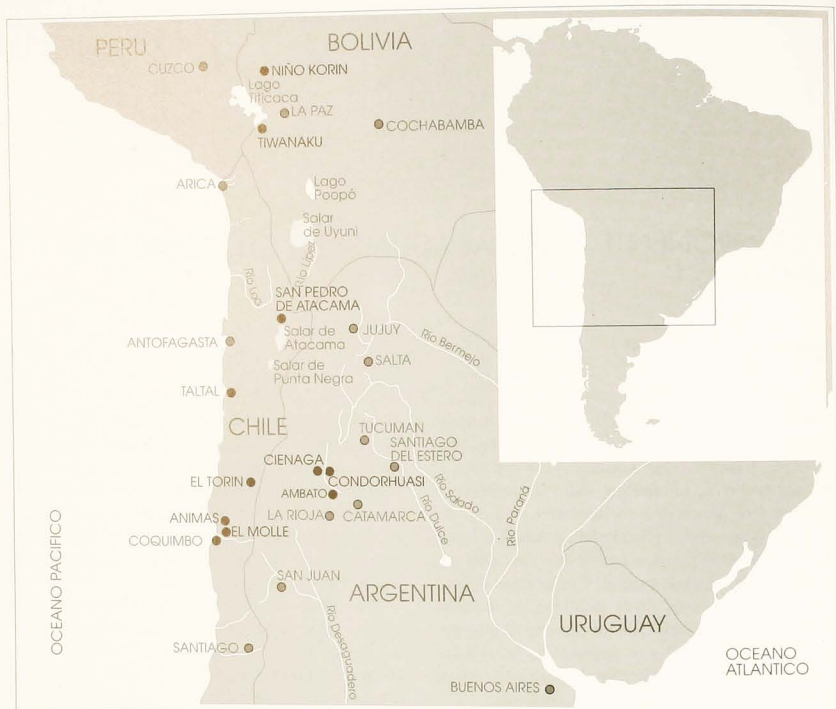 PERU
BOLIVIA
CUZCO
NIÑO KORIN
Lago
Titicaca
LA PAZ
COCHABAMBA
TIWANAKU
ARICA
Lago
Poopó
Salar
de Uyuni
Río Lípez
Río Loa
SAN PEDRO
DE ATACAMA
Salar de
Atacama
JUJUY
Río Bermejo
ANTOFAGASTA
SALTA
Salar de
Punta Negra
TALTAL
CHILE
TUCUMAN
SANTIAGO
DEL ESTERO
CIENAGA
CONDORHUASI
EL TORIN
AMBATO
Río Salado
Río Dulce
Río Paraná
LA RIOJA
CATAMARCA
ANIMAS
EL MOLLE
COQUIMBO
OCEANO PACIFICO
SAN JUAN
ARGENTINA
Río Desaguadero
URUGUAY
SANTIAGO
OCEANO
ATLANTICO
BUENOS AIRES